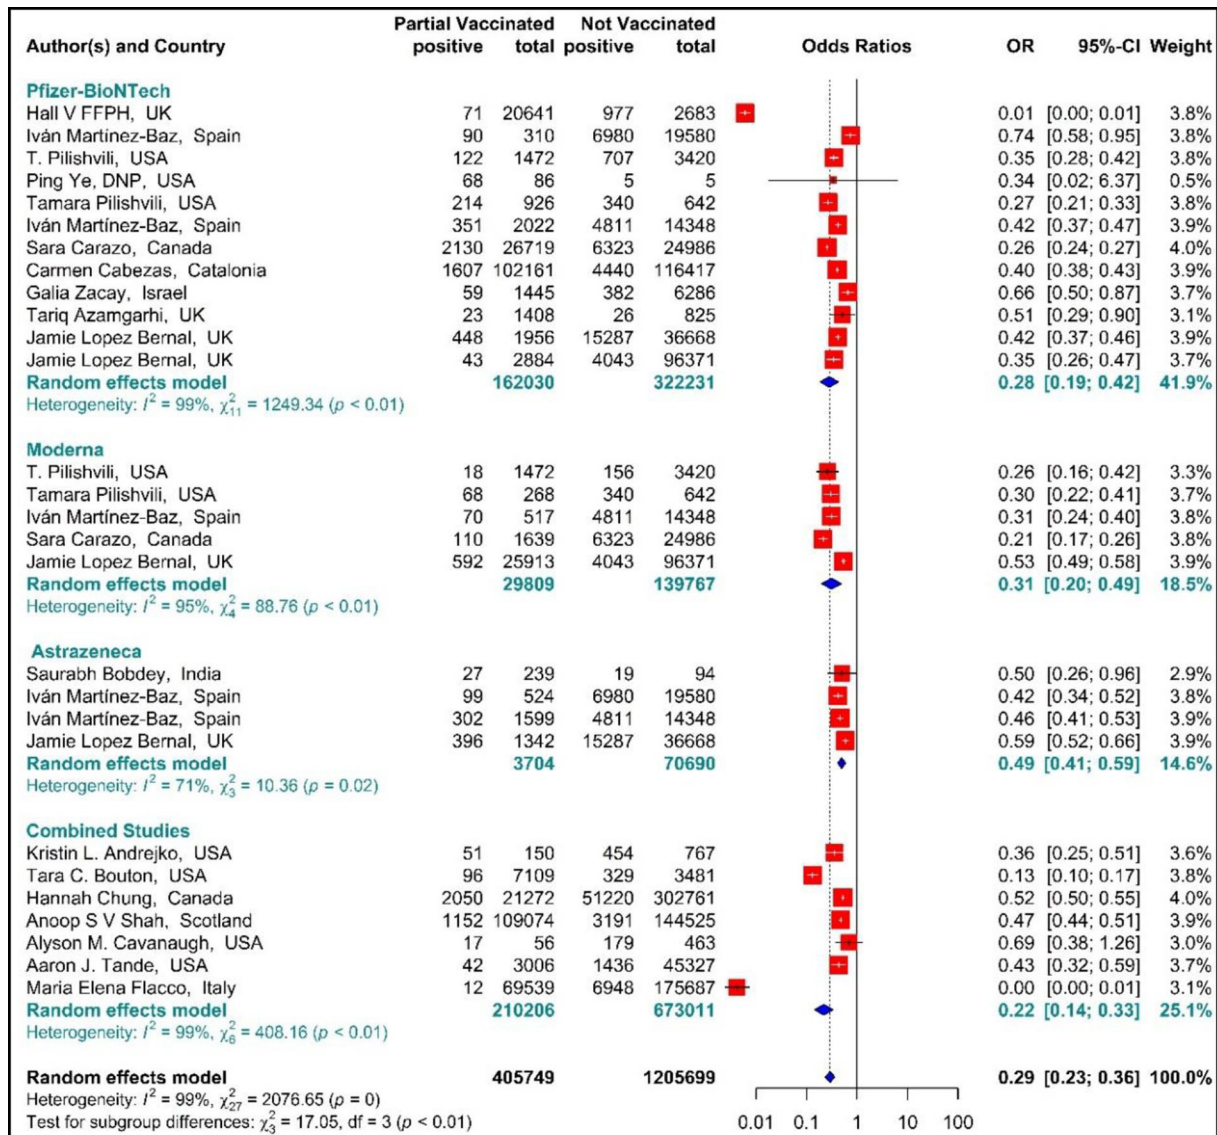 Partial Vaccinated Not Vaccinated
Author(s) and Country positive total positive total Odds Ratios OR 95%-CI Weight
Pfizer-BioNTech
Hall V FFPH, UK 71 20641 977 2683 0.01 [0.00; 0.01] 3.8%
Iván Martínez-Baz, Spain 90 310 6980 19580 0.74 [0.58; 0.95] 3.8%
T. Pilishvili, USA 122 1472 707 3420 0.35 [0.28; 0.42] 3.8%
Ping Ye, DNP, USA 68 86 5 5 0.34 [0.02; 6.37] 0.5%
Tamara Pilishvili, USA 214 926 340 642 0.27 [0.21; 0.33] 3.8%
Iván Martínez-Baz, Spain 351 2022 4811 14348 0.42 [0.37; 0.47] 3.9%
Sara Carazo, Canada 2130 26719 6323 24986 0.26 [0.24; 0.27] 4.0%
Carmen Cabezas, Catalonia 1607 102161 4440 116417 0.40 [0.38; 0.43] 3.9%
Galia Zacay, Israel 59 1445 382 6286 0.66 [0.50; 0.87] 3.7%
Tariq Azamgarhi, UK 23 1408 26 825 0.51 [0.29; 0.90] 3.1%
Jamie Lopez Bernal, UK 448 1956 15287 36668 0.42 [0.37; 0.46] 3.9%
Jamie Lopez Bernal, UK 43 2884 4043 96371 0.35 [0.26; 0.47] 3.7%
Random effects model 162030 322231 0.28 [0.19; 0.42] 41.9%
Heterogeneity: I² = 99%, χ²₁₁ = 1249.34 (p < 0.01)
Moderna
T. Pilishvili, USA 18 1472 156 3420 0.26 [0.16; 0.42] 3.3%
Tamara Pilishvili, USA 68 268 340 642 0.30 [0.22; 0.41] 3.7%
Iván Martínez-Baz, Spain 70 517 4811 14348 0.31 [0.24; 0.40] 3.8%
Sara Carazo, Canada 110 1639 6323 24986 0.21 [0.17; 0.26] 3.8%
Jamie Lopez Bernal, UK 592 25913 4043 96371 0.53 [0.49; 0.58] 3.9%
Random effects model 29809 139767 0.31 [0.20; 0.49] 18.5%
Heterogeneity: I² = 95%, χ²₄ = 88.76 (p < 0.01)
Astrazeneca
Saurabh Bobdey, India 27 239 19 94 0.50 [0.26; 0.96] 2.9%
Iván Martínez-Baz, Spain 99 524 6980 19580 0.42 [0.34; 0.52] 3.8%
Iván Martínez-Baz, Spain 302 1599 4811 14348 0.46 [0.41; 0.53] 3.9%
Jamie Lopez Bernal, UK 396 1342 15287 36668 0.59 [0.52; 0.66] 3.9%
Random effects model 3704 70690 0.49 [0.41; 0.59] 14.6%
Heterogeneity: I² = 71%, χ²₃ = 10.36 (p = 0.02)
Combined Studies
Kristin L. Andrejko, USA 51 150 454 767 0.36 [0.25; 0.51] 3.6%
Tara C. Bouton, USA 96 7109 329 3481 0.13 [0.10; 0.17] 3.8%
Hannah Chung, Canada 2050 21272 51220 302761 0.52 [0.50; 0.55] 4.0%
Anoop S V Shah, Scotland 1152 109074 3191 144525 0.47 [0.44; 0.51] 3.9%
Alyson M. Cavanaugh, USA 17 56 179 463 0.69 [0.38; 1.26] 3.0%
Aaron J. Tande, USA 42 3006 1436 45327 0.43 [0.32; 0.59] 3.7%
Maria Elena Flacco, Italy 12 69539 6948 175687 0.00 [0.00; 0.01] 3.1%
Random effects model 210206 673011 0.22 [0.14; 0.33] 25.1%
Heterogeneity: I² = 99%, χ²₆ = 408.16 (p < 0.01)
Random effects model 405749 1205699 0.29 [0.23; 0.36] 100.0%
Heterogeneity: I² = 99%, χ²₂₇ = 2076.65 (p = 0)
Test for subgroup differences: χ²₃ = 17.05, df = 3 (p < 0.01)
0.01 0.1 1 10 100